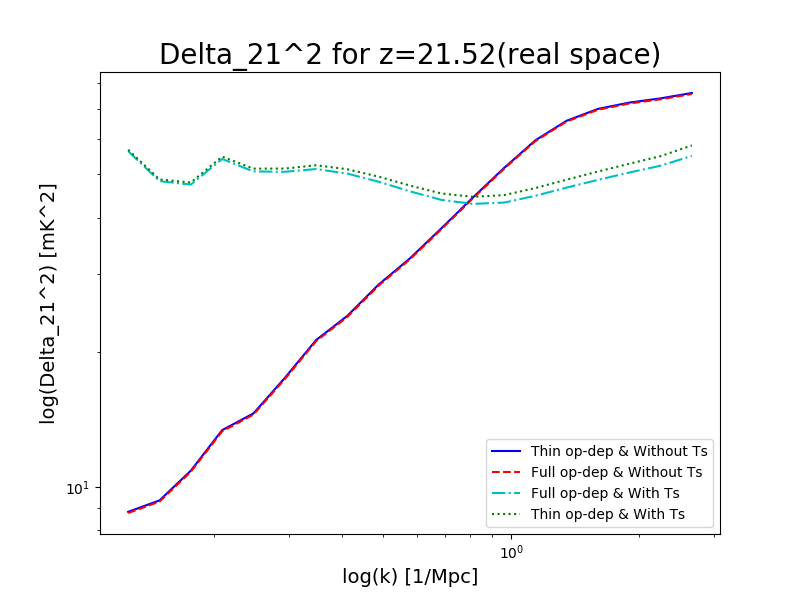 Delta_21^2 for z=21.52(real space)
log(Delta_21^2) [mK^2]
10^1
Thin op-dep & Without Ts
Full op-dep & Without Ts
Full op-dep & With Ts
Thin op-dep & With Ts
10^0
log(k) [1/Mpc]